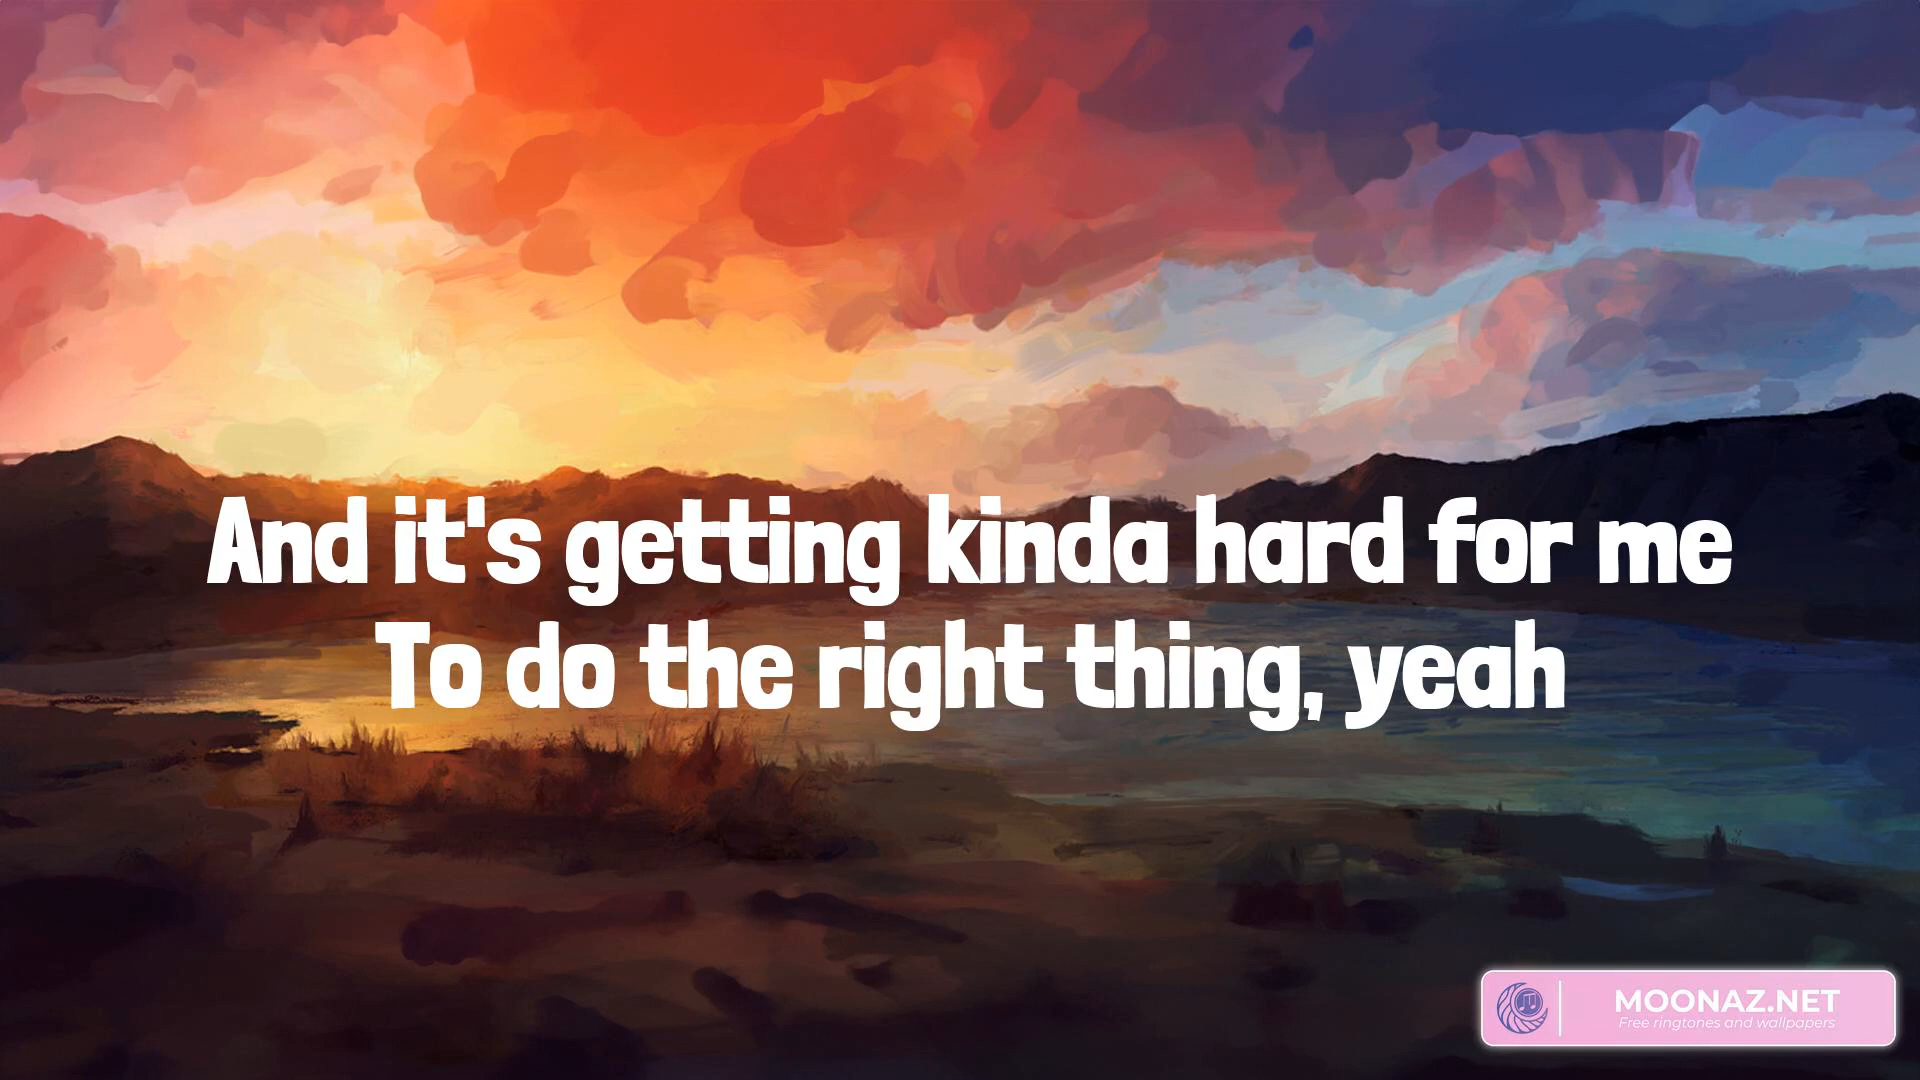 And it's getting kinda hard for me
To do the right thing, yeah
MOONAZ.NET
Free ringtones and wallpapers